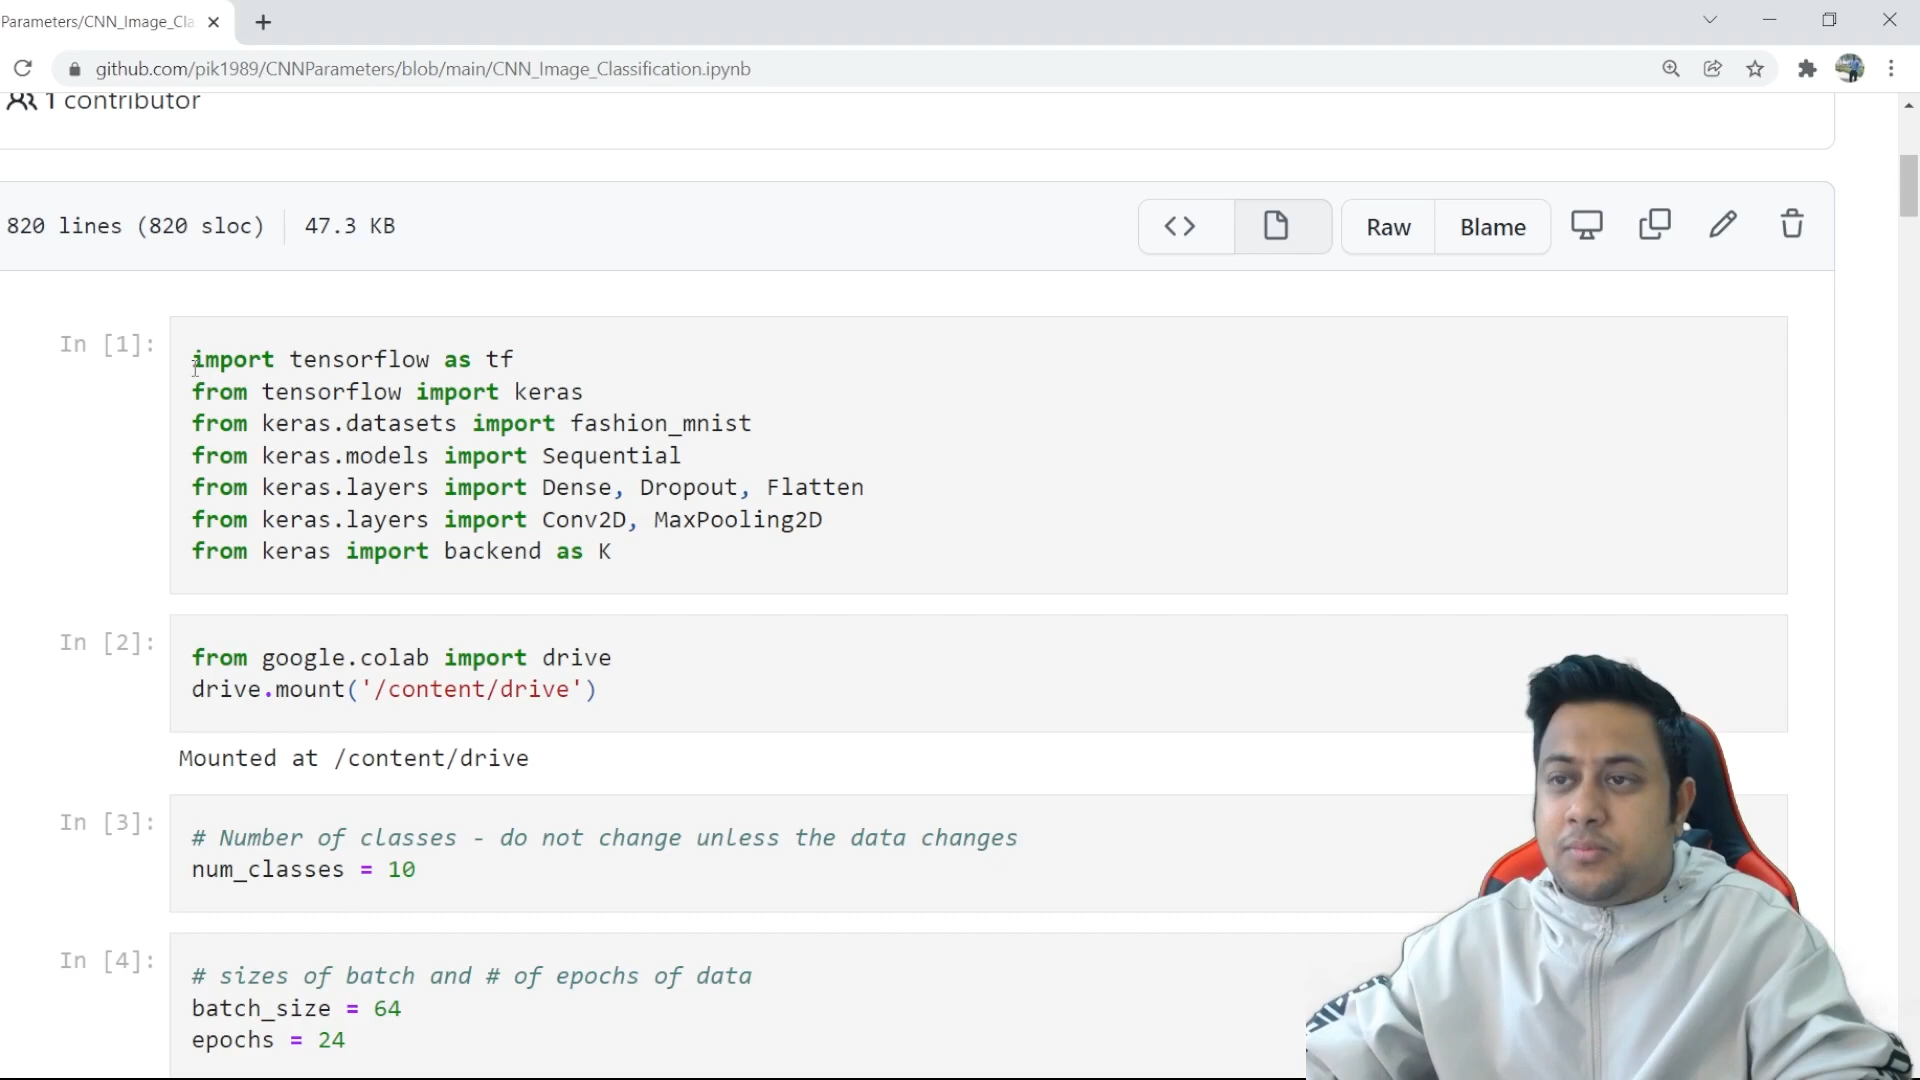 Parameters/CNN_Image_Cla
github.com/pik1989/CNNParameters/blob/main/CNN_Image_Classification.ipynb
1 contributor
820 lines (820 sloc) 47.3 KB
Raw Blame
In [1]:
import tensorflow as tf
from tensorflow import keras
from keras.datasets import fashion_mnist
from keras.models import Sequential
from keras.layers import Dense, Dropout, Flatten
from keras.layers import Conv2D, MaxPooling2D
from keras import backend as K
In [2]:
from google.colab import drive
drive.mount('/content/drive')
Mounted at /content/drive
In [3]:
# Number of classes - do not change unless the data changes
num_classes = 10
In [4]:
# sizes of batch and # of epochs of data
batch_size = 64
epochs = 24